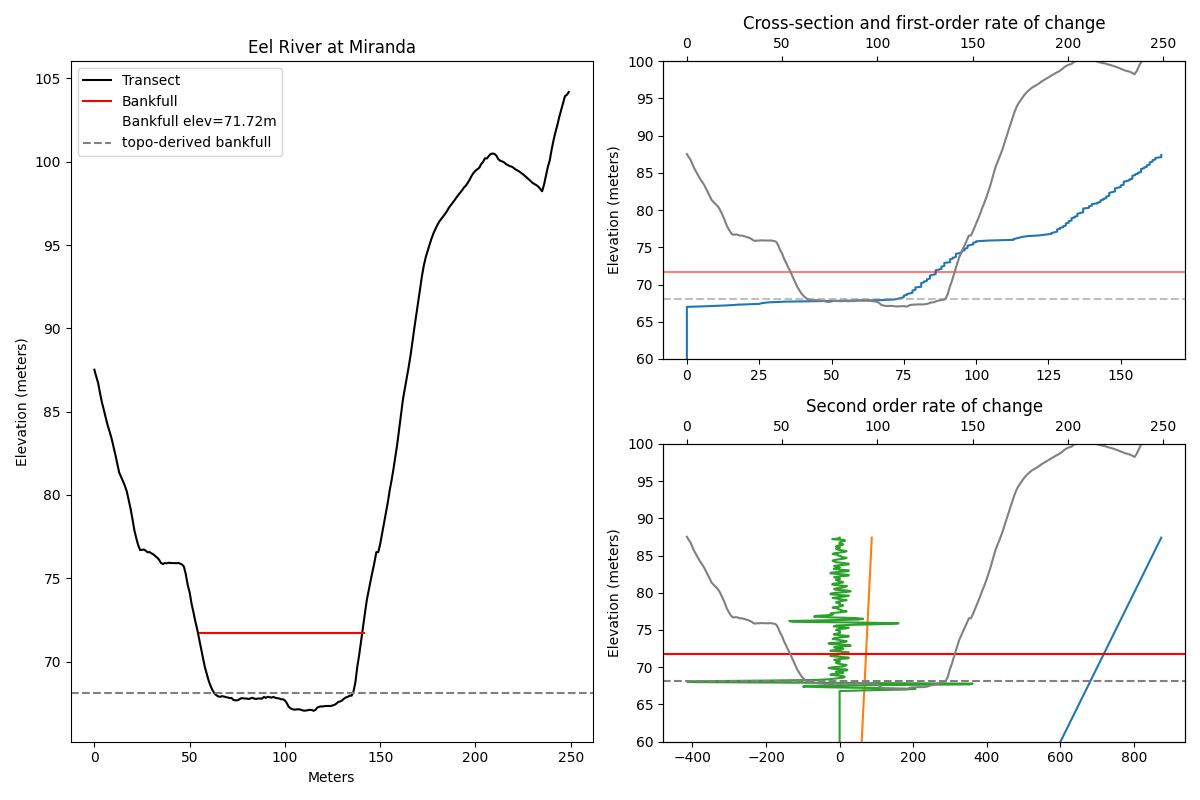 Eel River at Miranda
Transect
Bankfull
Bankfull elev=71.72m
topo-derived bankfull
105
100
95
90
85
80
75
70
Elevation (meters)
0 50 100 150 200 250
Meters
Cross-section and first-order rate of change
0 50 100 150 200 250
100
95
90
85
80
75
70
65
60
Elevation (meters)
0 25 50 75 100 125 150
Second order rate of change
0 50 100 150 200 250
100
95
90
85
80
75
70
65
60
Elevation (meters)
−400 −200 0 200 400 600 800